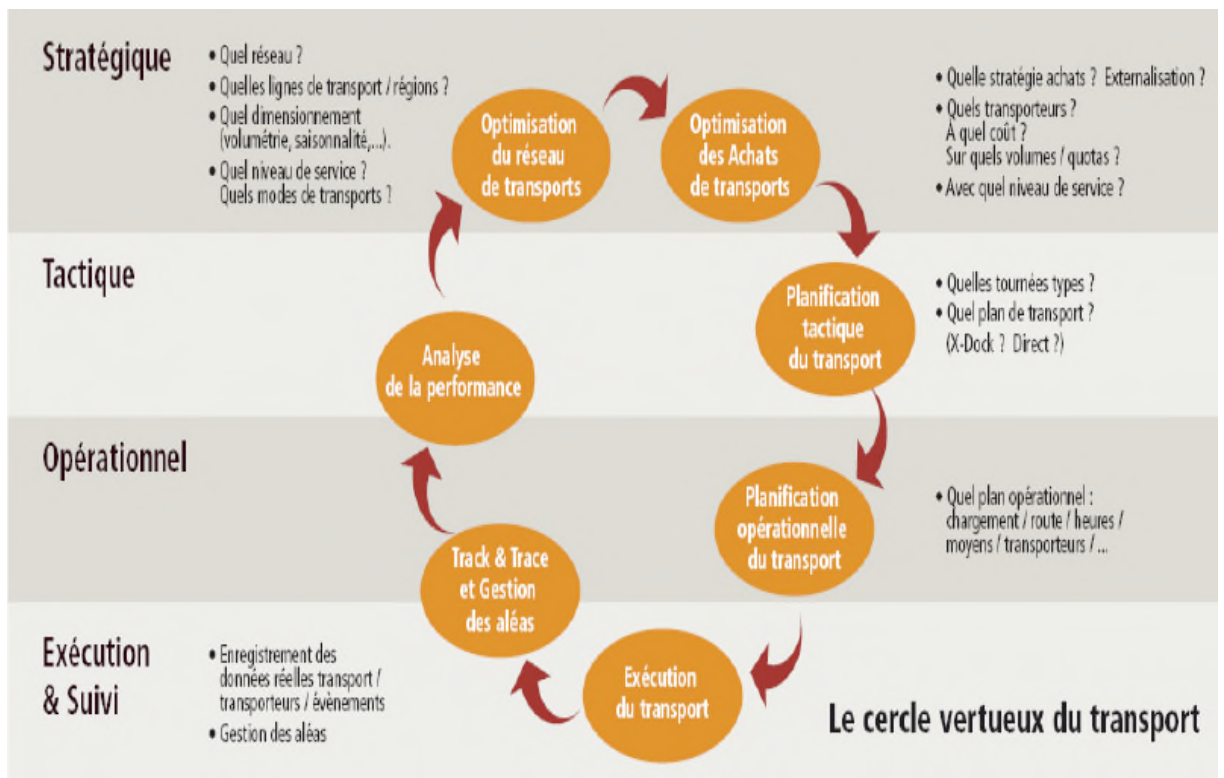 Stratégique
• Quel réseau ?
• Quelles lignes de transport / régions ?
• Quel dimensionnement
(volumétrie, saisonnalité,...).
• Quel niveau de service ?
Quels modes de transports ?
Optimisation
du réseau
de transports
Optimisation
des Achats
de transports
• Quelle stratégie achats ? Externalisation ?
• Quels transporteurs ?
À quel coût ?
Sur quels volumes / quotas ?
• Avec quel niveau de service ?
Tactique
Planification
tactique
du transport
• Quelles tournées types ?
• Quel plan de transport ?
(X-Dock ? Direct ?)
Analyse
de la performance
Opérationnel
Planification
opérationnelle
du transport
• Quel plan opérationnel :
chargement / route / heures /
moyens / transporteurs / ...
Track & Trace
et Gestion
des aléas
Exécution
& Suivi
• Enregistrement des
données réelles transport /
transporteurs / évènements
• Gestion des aléas
Exécution
du transport
Le cercle vertueux du transport